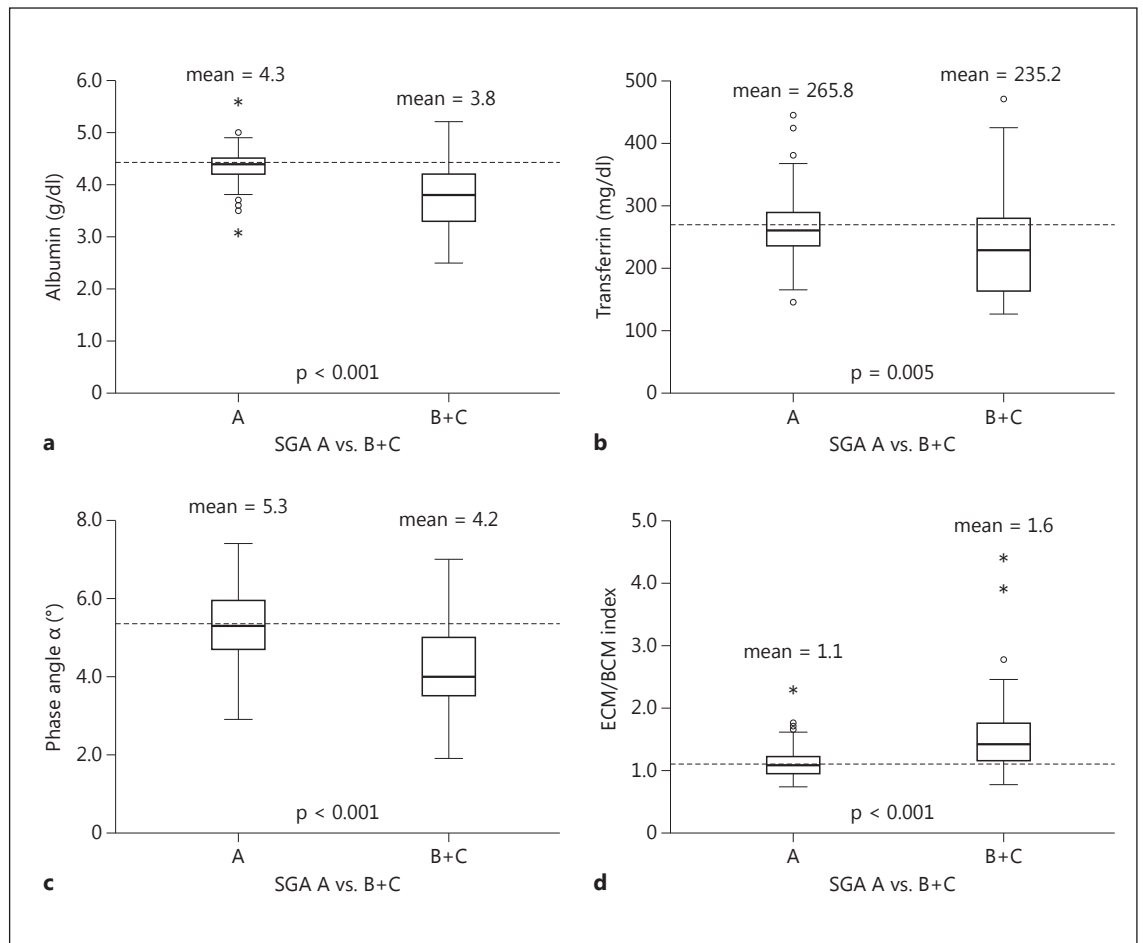 mean = 4.3
mean = 3.8
6.0
5.0
4.0
3.0
2.0
1.0
0
Albumin (g/dl)
p < 0.001
A
B+C
SGA A vs. B+C
a
mean = 265.8
mean = 235.2
500
400
300
200
100
0
Transferrin (mg/dl)
p = 0.005
A
B+C
SGA A vs. B+C
b
mean = 5.3
mean = 4.2
8.0
6.0
4.0
2.0
0
Phase angle α (°)
p < 0.001
A
B+C
SGA A vs. B+C
c
mean = 1.1
mean = 1.6
5.0
4.0
3.0
2.0
1.0
0
ECM/BCM index
p < 0.001
A
B+C
SGA A vs. B+C
d